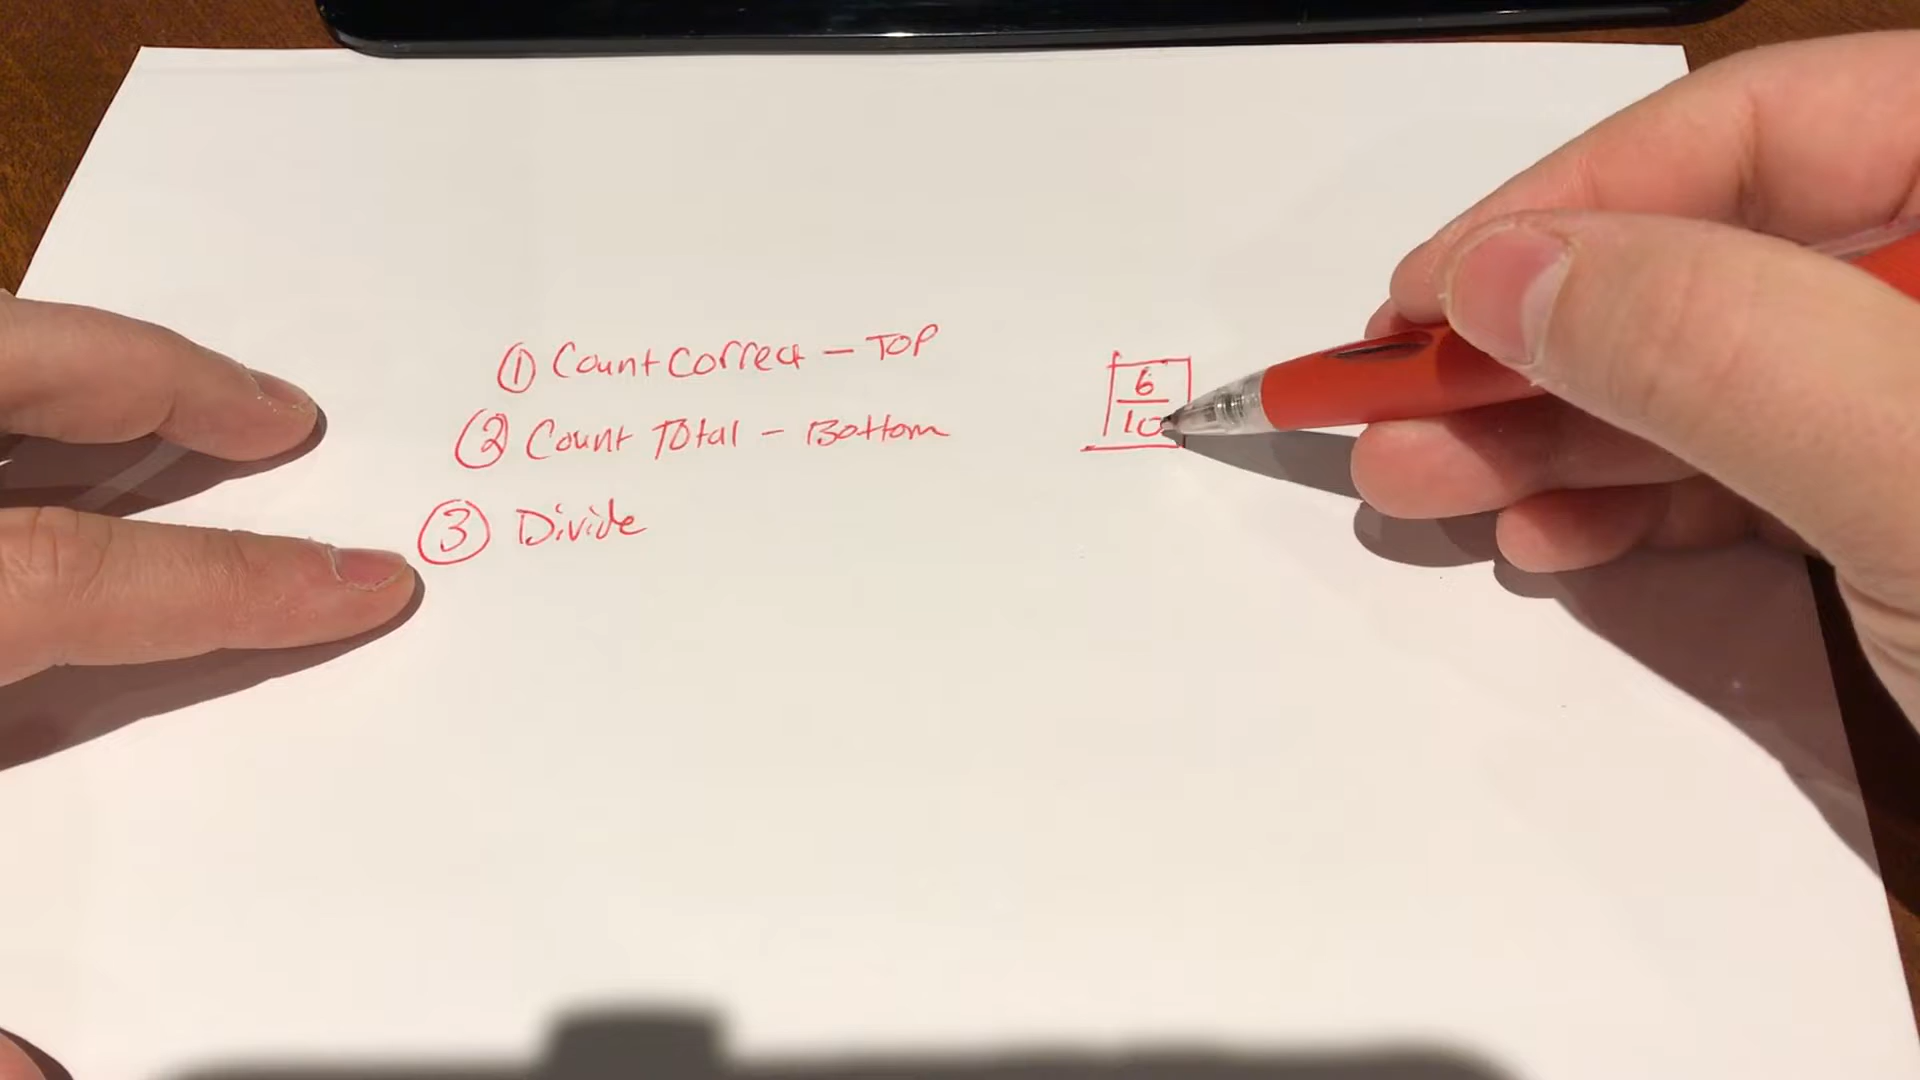 ① Count Correct – TOP
② Count Total – Bottom
③ Divide
6
10